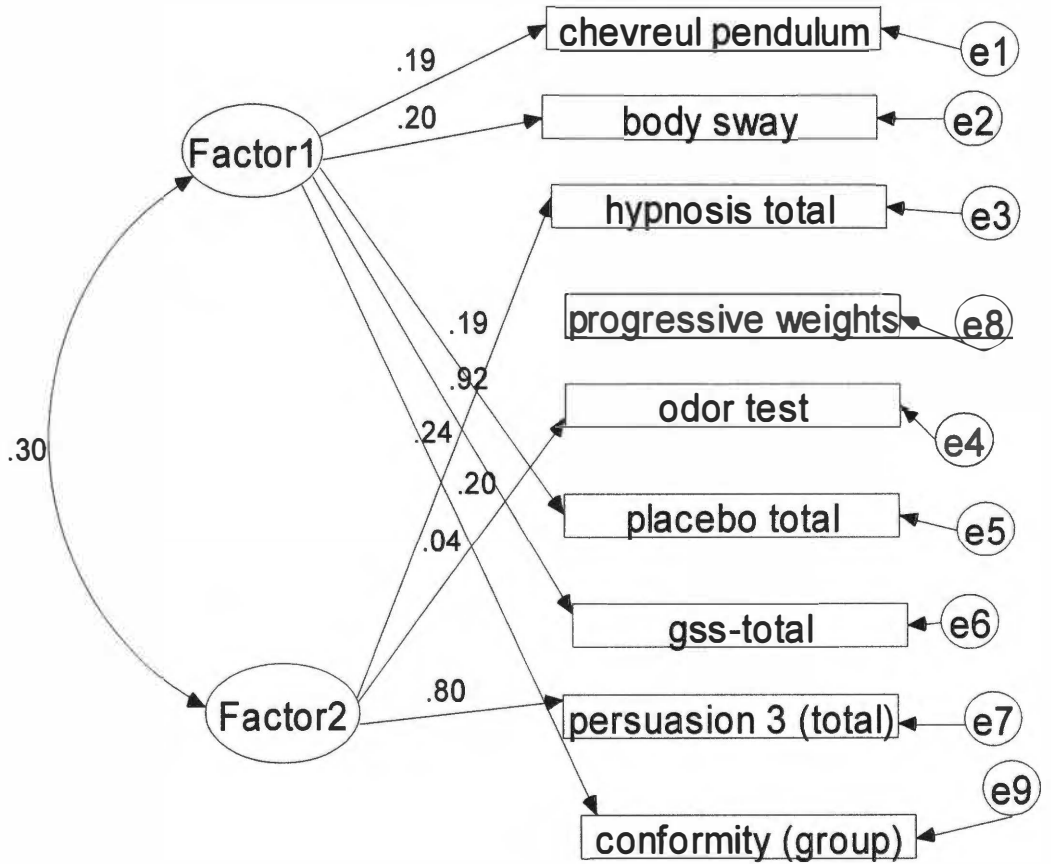 chevreul pendulum
e1
.19
.20
body sway
e2
Factor1
hypnosis total
e3
progressive weights
e8
.19
.92
odor test
e4
.30
.24
.20
placebo total
e5
.04
gss-total
e6
Factor2
.80
persuasion 3 (total)
e7
e9
conformity (group)